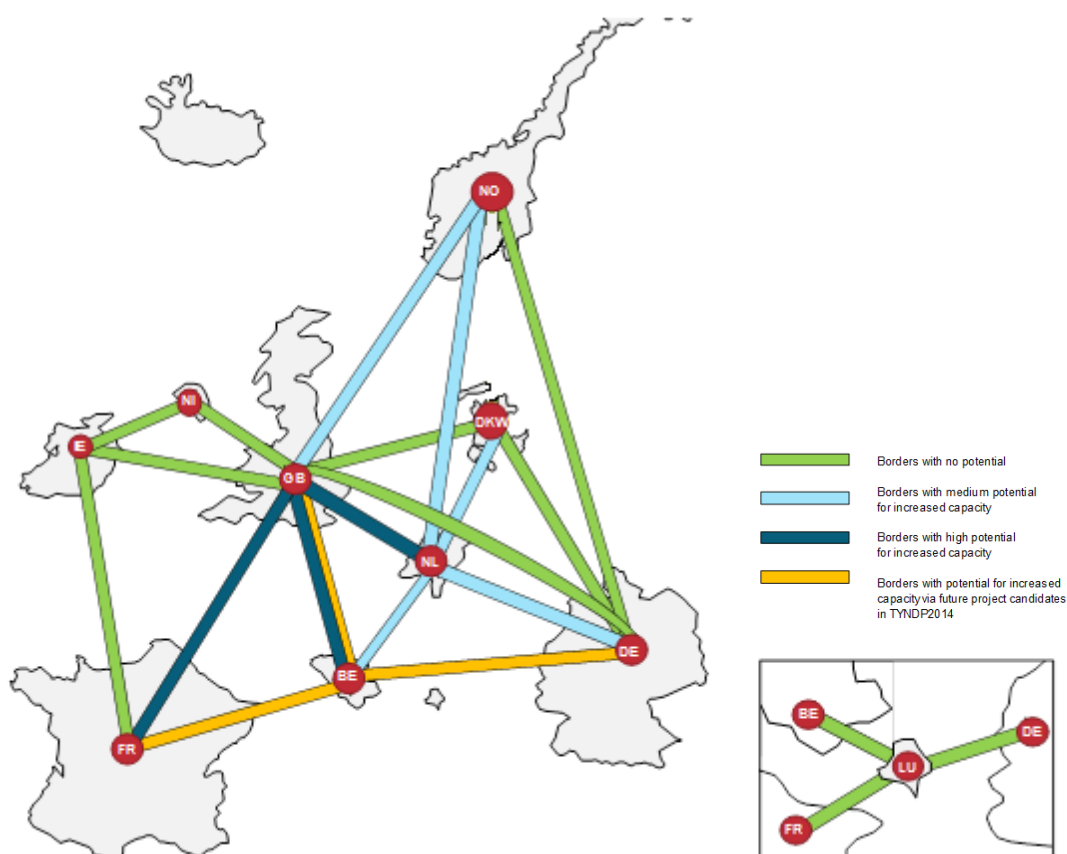 NO
NI
DKW
IE
GB
NL
DE
BE
FR
Borders with no potential
Borders with medium potential
for increased capacity
Borders with high potential
for increased capacity
Borders with potential for increased
capacity via future project candidates
in TYNDP2014
BE
DE
LU
FR